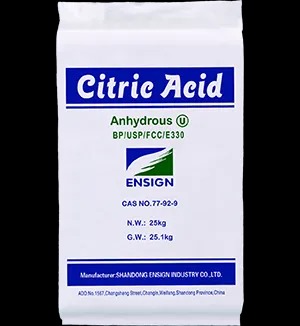 Citric Acid
Anhydrous U
BP/USP/FCC/E330
ENSIGN
CAS NO.77-92-9
N.W.: 25kg
G.W.: 25.1kg
Manufacturer:SHANDONG ENSIGN INDUSTRY CO.,LTD.
ADD:No.1567,Changsheng Street,Changle,Weifang,Shandong Province,China